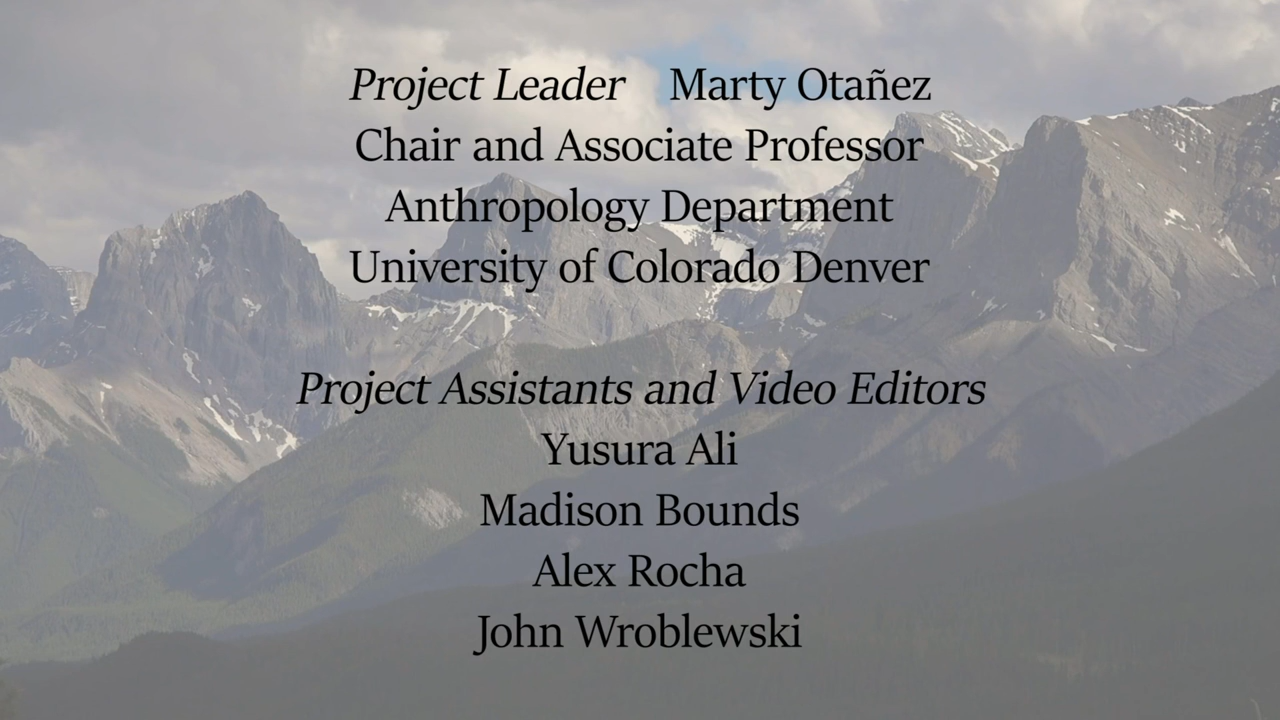 Project Leader Marty Otañez
Chair and Associate Professor
Anthropology Department
University of Colorado Denver
Project Assistants and Video Editors
Yusura Ali
Madison Bounds
Alex Rocha
John Wroblewski